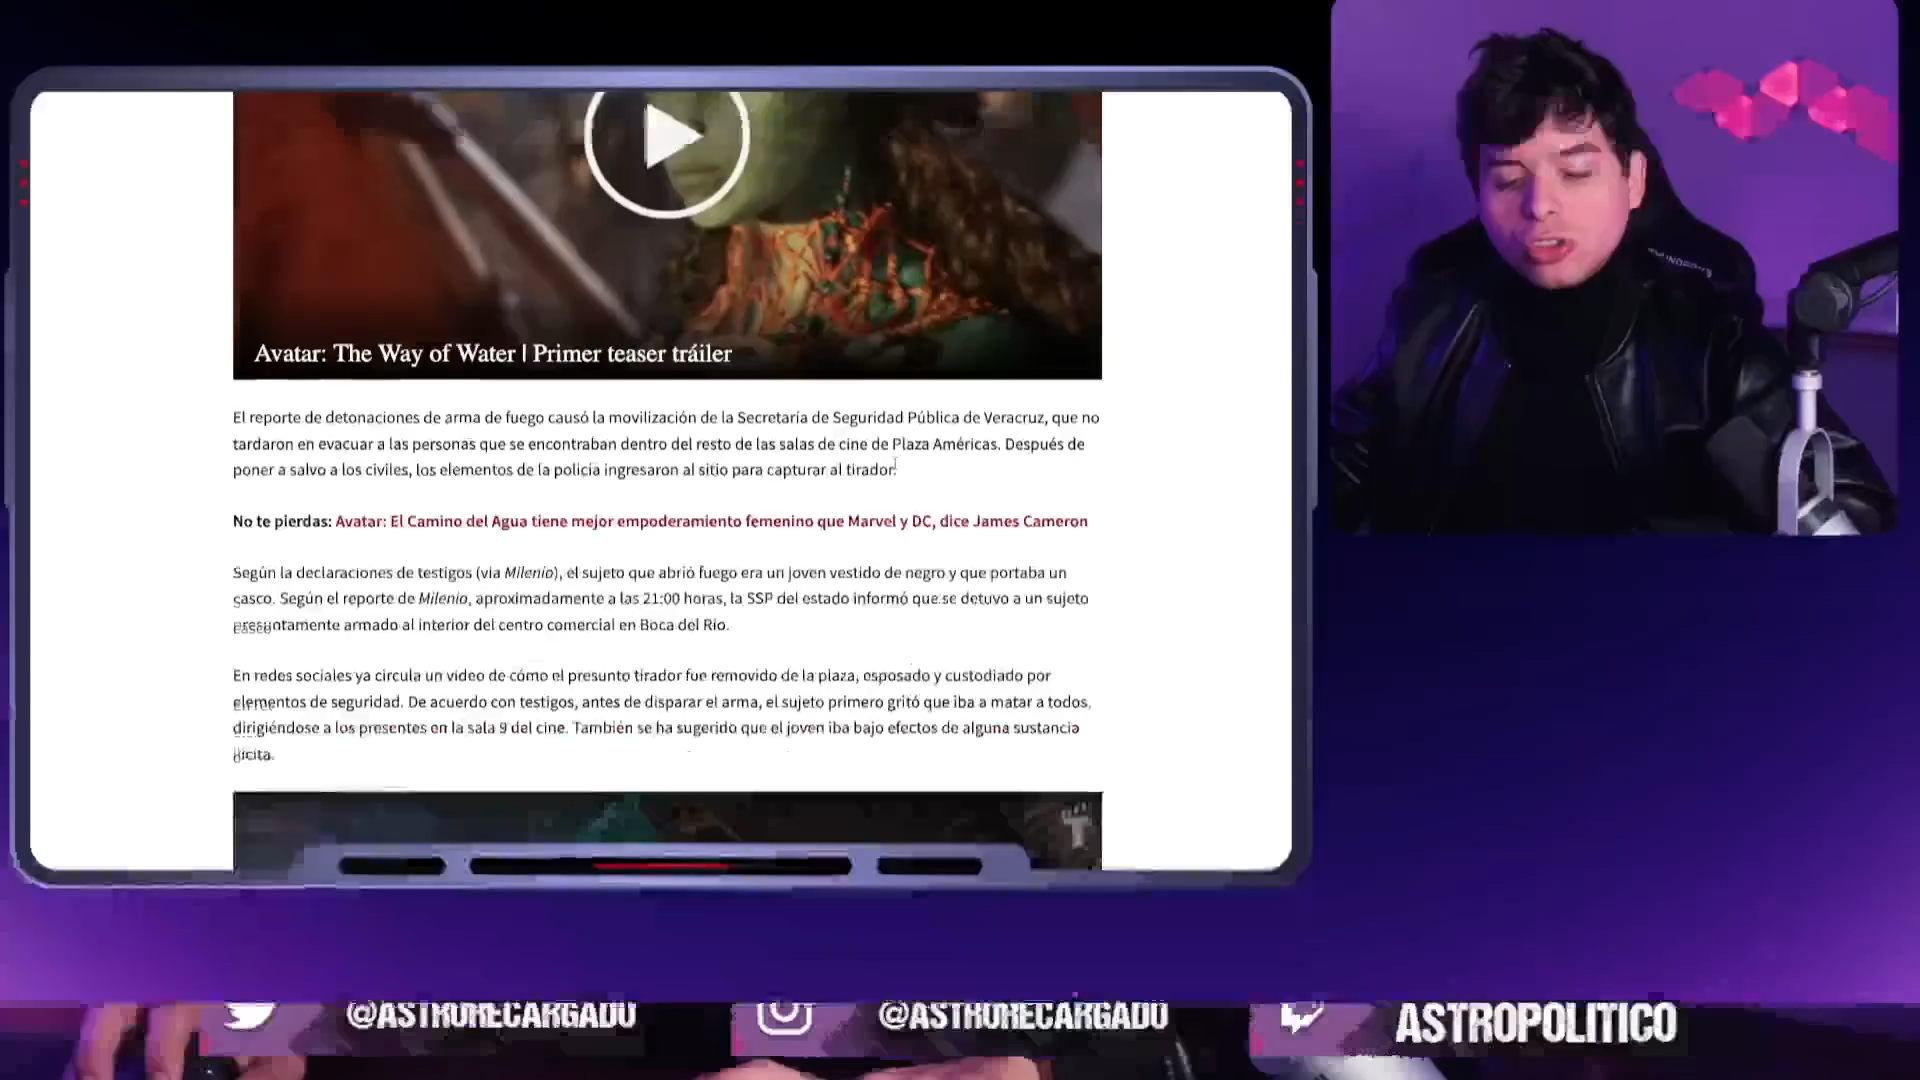 Avatar: The Way of Water | Primer teaser tráiler
El reporte de detonaciones de arma de fuego causó la movilización de la Secretaría de Seguridad Pública de Veracruz, que no
tardaron en evacuar a las personas que se encontraban dentro del resto de las salas de cine de Plaza Américas. Después de
poner a salvo a los civiles, los elementos de la policía ingresaron al sitio para capturar al tirador.
No te pierdas: Avatar: El Camino del Agua tiene mejor empoderamiento femenino que Marvel y DC, dice James Cameron
Según la declaraciones de testigos (vía Milenio), el sujeto que abrió fuego era un joven vestido de negro y que portaba un
casco. Según el reporte de Milenio, aproximadamente a las 21:00 horas, la SSP del estado informó que se detuvo a un sujeto
presuntamente armado al interior del centro comercial en Boca del Río.
En redes sociales ya circula un video de cómo el presunto tirador fue removido de la plaza, esposado y custodiado por
elementos de seguridad. De acuerdo con testigos, antes de disparar el arma, el sujeto primero gritó que iba a matar a todos,
dirigiéndose a los presentes en la sala 9 del cine. También se ha sugerido que el joven iba bajo efectos de alguna sustancia
ilícita.
@ASTRORECARGADO
@ASTRORECARGADO
ASTROPOLITICO